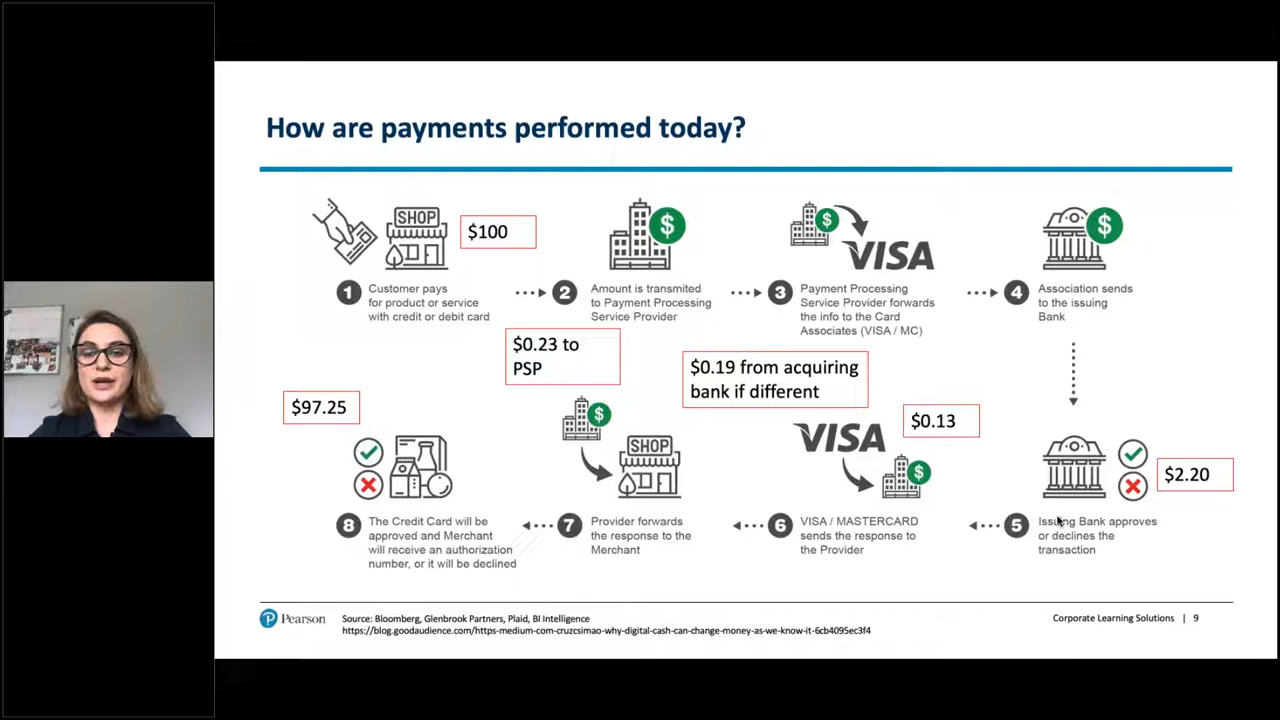 How are payments performed today?
SHOP
$100
$
$
VISA
$
1
Customer pays
for product or service
with credit or debit card
2
Amount is transmited
to Payment Processing
Service Provider
3
Payment Processing
Service Provider forwards
the info to the Card
Associates (VISA / MC)
4
Association sends
to the issuing
Bank
$0.23 to
PSP
$0.19 from acquiring
bank if different
$97.25
$
SHOP
VISA
$0.13
$
$2.20
8
The Credit Card will be
approved and Merchant
will receive an authorization
number, or it will be declined
7
Provider forwards
the response to the
Merchant
6
VISA / MASTERCARD
sends the response to
the Provider
5
Issuing Bank approves
or declines the
transaction
P Pearson
Source: Bloomberg, Glenbrook Partners, Plaid, BI Intelligence
https://blog.goodaudience.com/https-medium-com-cruzcsimao-why-digital-cash-can-change-money-as-we-know-it-6cb4095ec3f4
Corporate Learning Solutions | 9